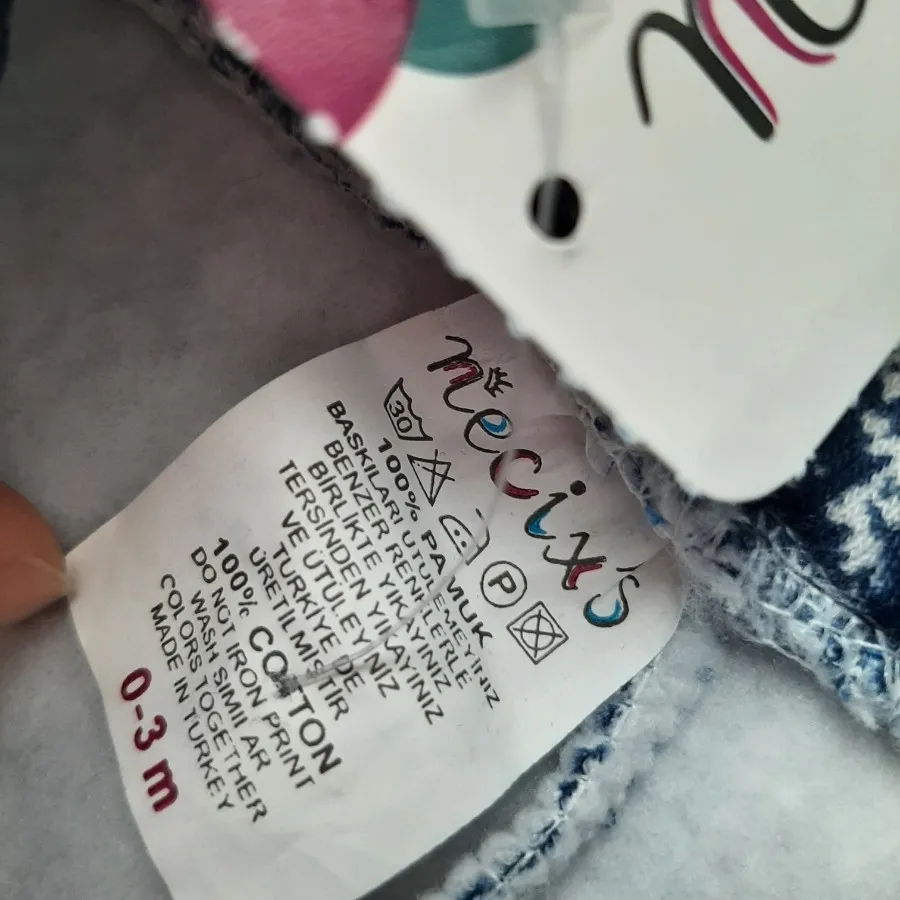 necix's
30
P
100% PAMUK
BASKILARI ÜTÜLEMEYİNİZ
BENZER RENKLERLE
BİRLİKTE YIKAYINIZ
TERSİNDEN YIKAYINIZ
VE ÜTÜLEYİNİZ
TÜRKİYE'DE
ÜRETİLMİŞTİR
100% COTTON
DO NOT IRON PRINT
WASH SIMILAR
COLORS TOGETHER
MADE IN TURKEY
0-3 m